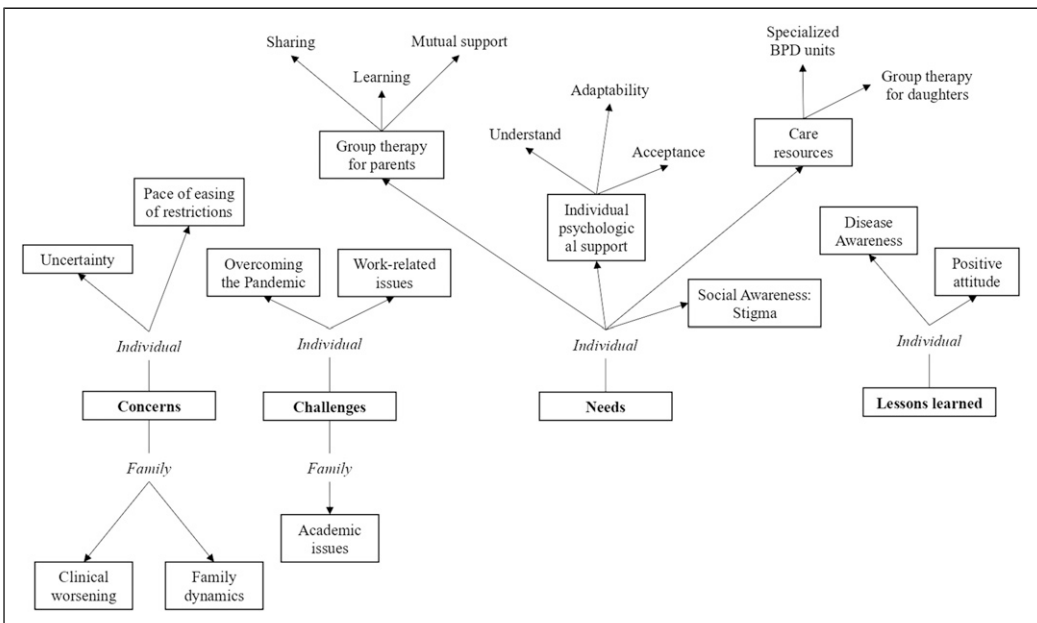 Sharing
Mutual support
Learning
Group therapy
for parents
Understand
Adaptability
Acceptance
Individual
psychologic
al support
Specialized
BPD units
Group therapy
for daughters
Care
resources
Pace of easing
of restrictions
Uncertainty
Overcoming
the Pandemic
Work-related
issues
Social Awareness:
Stigma
Disease
Awareness
Positive
attitude
Individual
Individual
Individual
Individual
Concerns
Challenges
Needs
Lessons learned
Family
Family
Clinical
worsening
Family
dynamics
Academic
issues